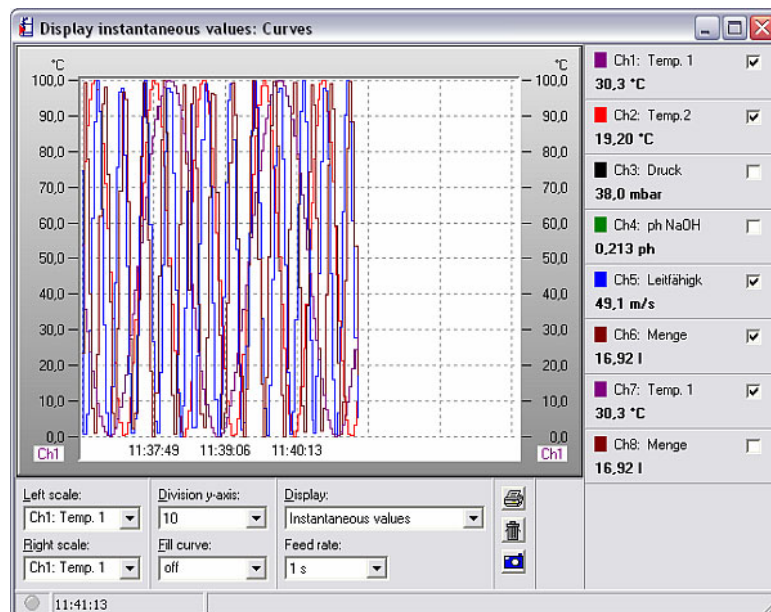 Display instantaneous values: Curves
°C
°C
100,0
100,0
90,0
90,0
80,0
80,0
70,0
70,0
60,0
60,0
50,0
50,0
40,0
40,0
30,0
30,0
20,0
20,0
10,0
10,0
0,0
0,0
Ch1
11:37:49
11:39:06
11:40:13
Ch1
Ch1: Temp. 1
30,3 °C
Ch2: Temp.2
19,20 °C
Ch3: Druck
38,0 mbar
Ch4: ph NaOH
0,213 ph
Ch5: Leitfähigk
49,1 m/s
Ch6: Menge
16,92 l
Ch7: Temp. 1
30,3 °C
Ch8: Menge
16,92 l
Left scale:
Ch1: Temp. 1
Right scale:
Ch1: Temp. 1
Division y-axis:
10
Fill curve:
off
Display:
Instantaneous values
Feed rate:
1 s
11:41:13